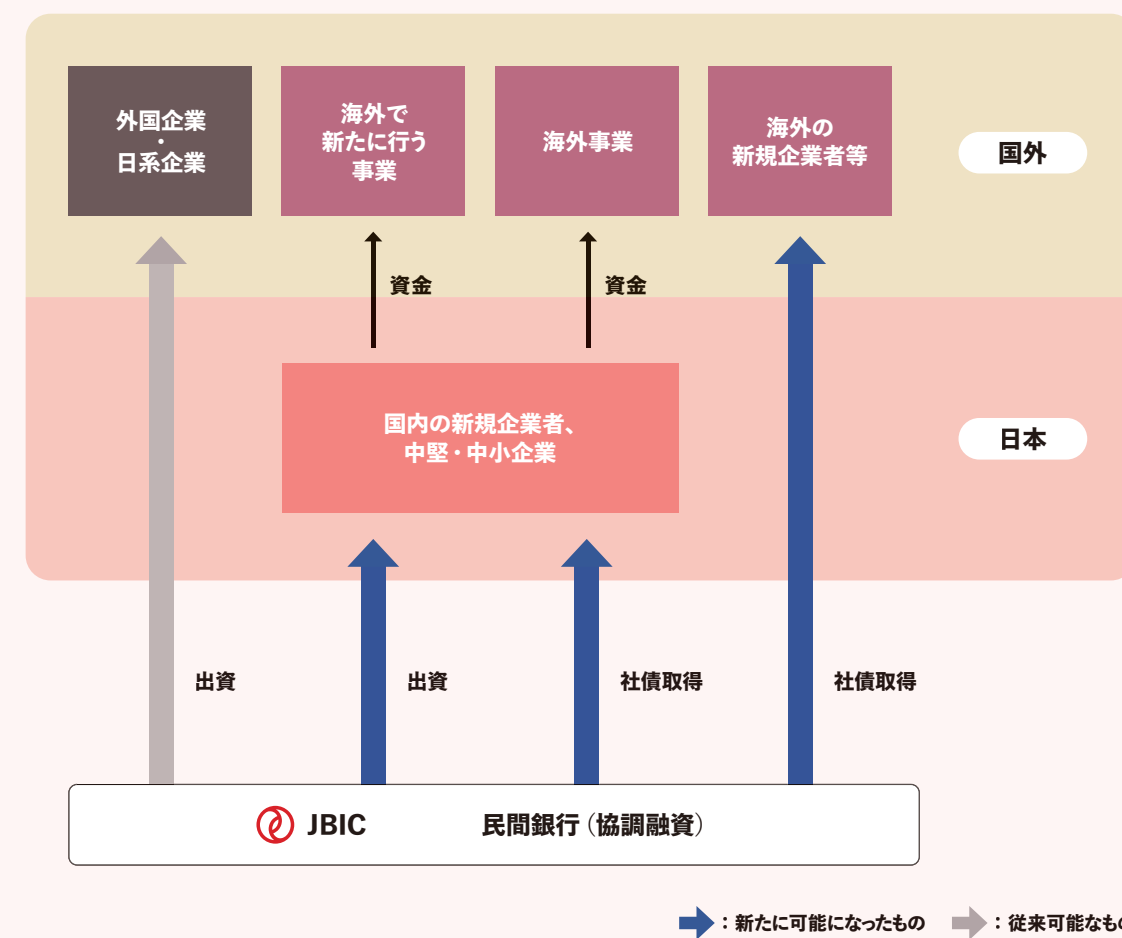 外国企業
・
日系企業
海外で
新たに行う
事業
海外事業
海外の
新規企業者等
国外
資金
資金
国内の新規企業者、
中堅・中小企業
日本
出資
出資
社債取得
社債取得
JBIC
民間銀行（協調融資）
：新たに可能になったもの
：従来可能なもの